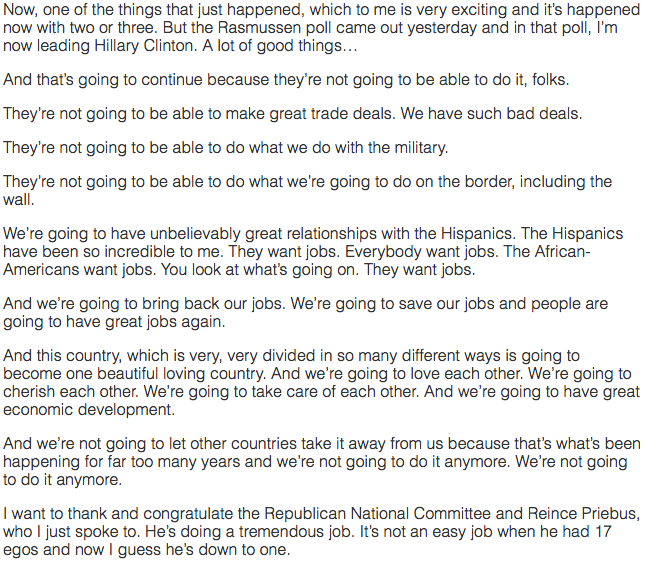 Now, one of the things that just happened, which to me is very exciting and it's happened
now with two or three. But the Rasmussen poll came out yesterday and in that poll, I'm
now leading Hillary Clinton. A lot of good things…
And that's going to continue because they're not going to be able to do it, folks.
They're not going to be able to make great trade deals. We have such bad deals.
They're not going to be able to do what we do with the military.
They're not going to be able to do what we're going to do on the border, including the
wall.
We're going to have unbelievably great relationships with the Hispanics. The Hispanics
have been so incredible to me. They want jobs. Everybody want jobs. The African-
Americans want jobs. You look at what's going on. They want jobs.
And we're going to bring back our jobs. We're going to save our jobs and people are
going to have great jobs again.
And this country, which is very, very divided in so many different ways is going to
become one beautiful loving country. And we're going to love each other. We're going to
cherish each other. We're going to take care of each other. And we're going to have great
economic development.
And we're not going to let other countries take it away from us because that's what's been
happening for far too many years and we're not going to do it anymore. We're not going
to do it anymore.
I want to thank and congratulate the Republican National Committee and Reince Priebus,
who I just spoke to. He's doing a tremendous job. It's not an easy job when he had 17
egos and now I guess he's down to one.